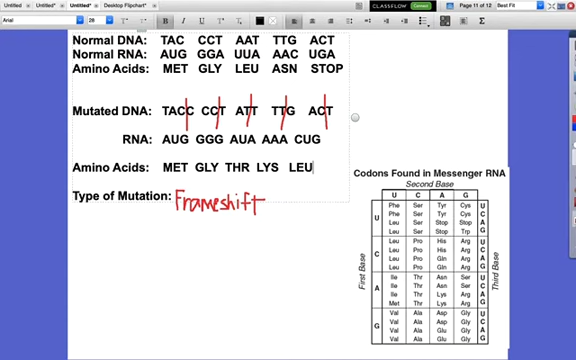 Untitled Untitled* Untitled* Desktop Flipchart* CLASSFLOW Connect Page 11 of 12 Best Fit
Arial 28 B I U
Normal DNA: TAC CCT AAT TTG ACT
Normal RNA: AUG GGA UUA AAC UGA
Amino Acids: MET GLY LEU ASN STOP
Mutated DNA: TACC CCT ATT TTG ACT
RNA: AUG GGG AUA AAA CUG
Amino Acids: MET GLY THR LYS LEU
Type of Mutation: Frameshift
Codons Found in Messenger RNA
Second Base
U C A G
First Base
Third Base
U
Phe Ser Tyr Cys U
Phe Ser Tyr Cys C
Leu Ser Stop Stop A
Leu Ser Stop Trp G
C
Leu Pro His Arg U
Leu Pro His Arg C
Leu Pro Gln Arg A
Leu Pro Gln Arg G
A
Ile Thr Asn Ser U
Ile Thr Asn Ser C
Ile Thr Lys Arg A
Met Thr Lys Arg G
G
Val Ala Asp Gly U
Val Ala Asp Gly C
Val Ala Glu Gly A
Val Ala Glu Gly G